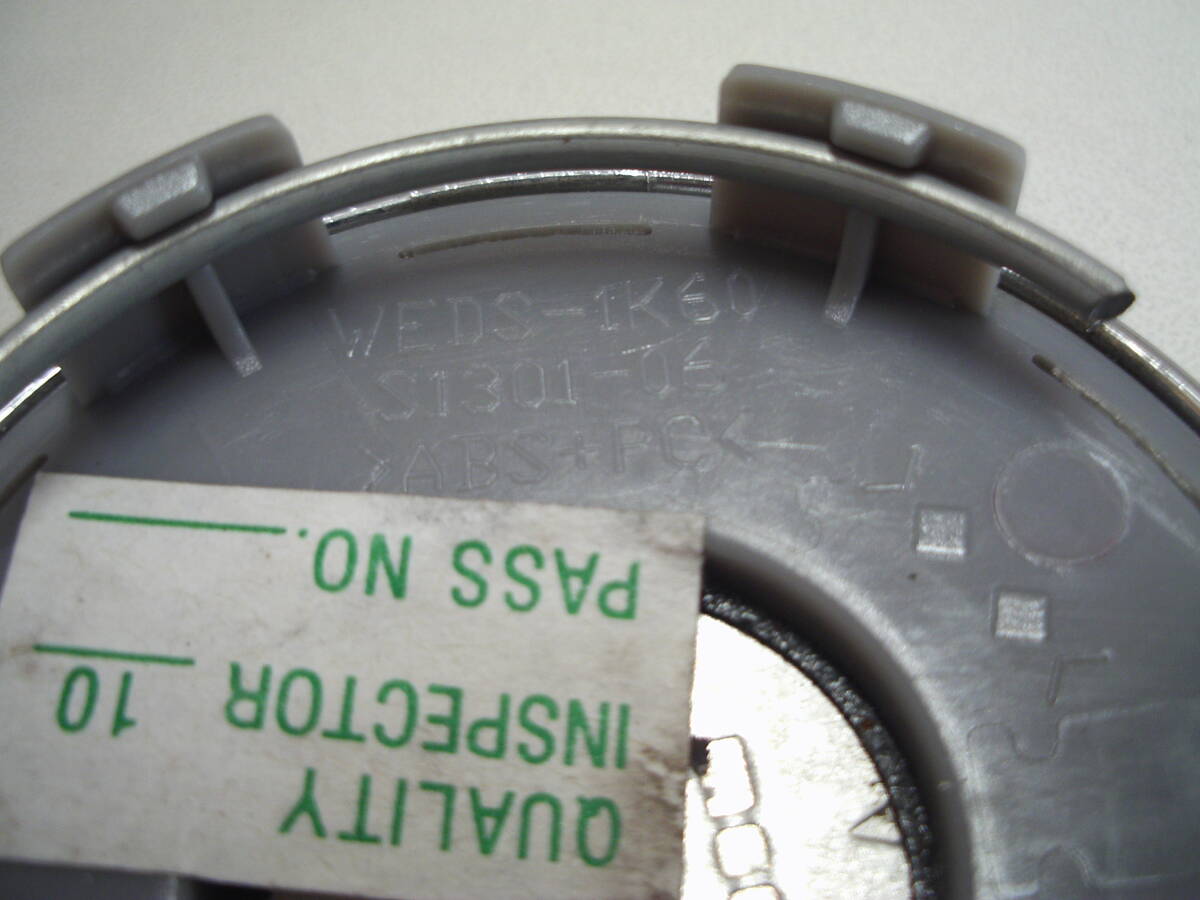 WEDS-1K60
S1301-06
>ABS+PC<
QUALITY
INSPECTOR 10
PASS NO.